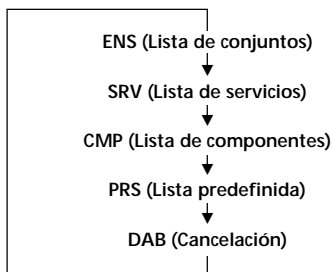 ENS (Lista de conjuntos)
SRV (Lista de servicios)
CMP (Lista de componentes)
PRS (Lista predefinida)
DAB (Cancelación)